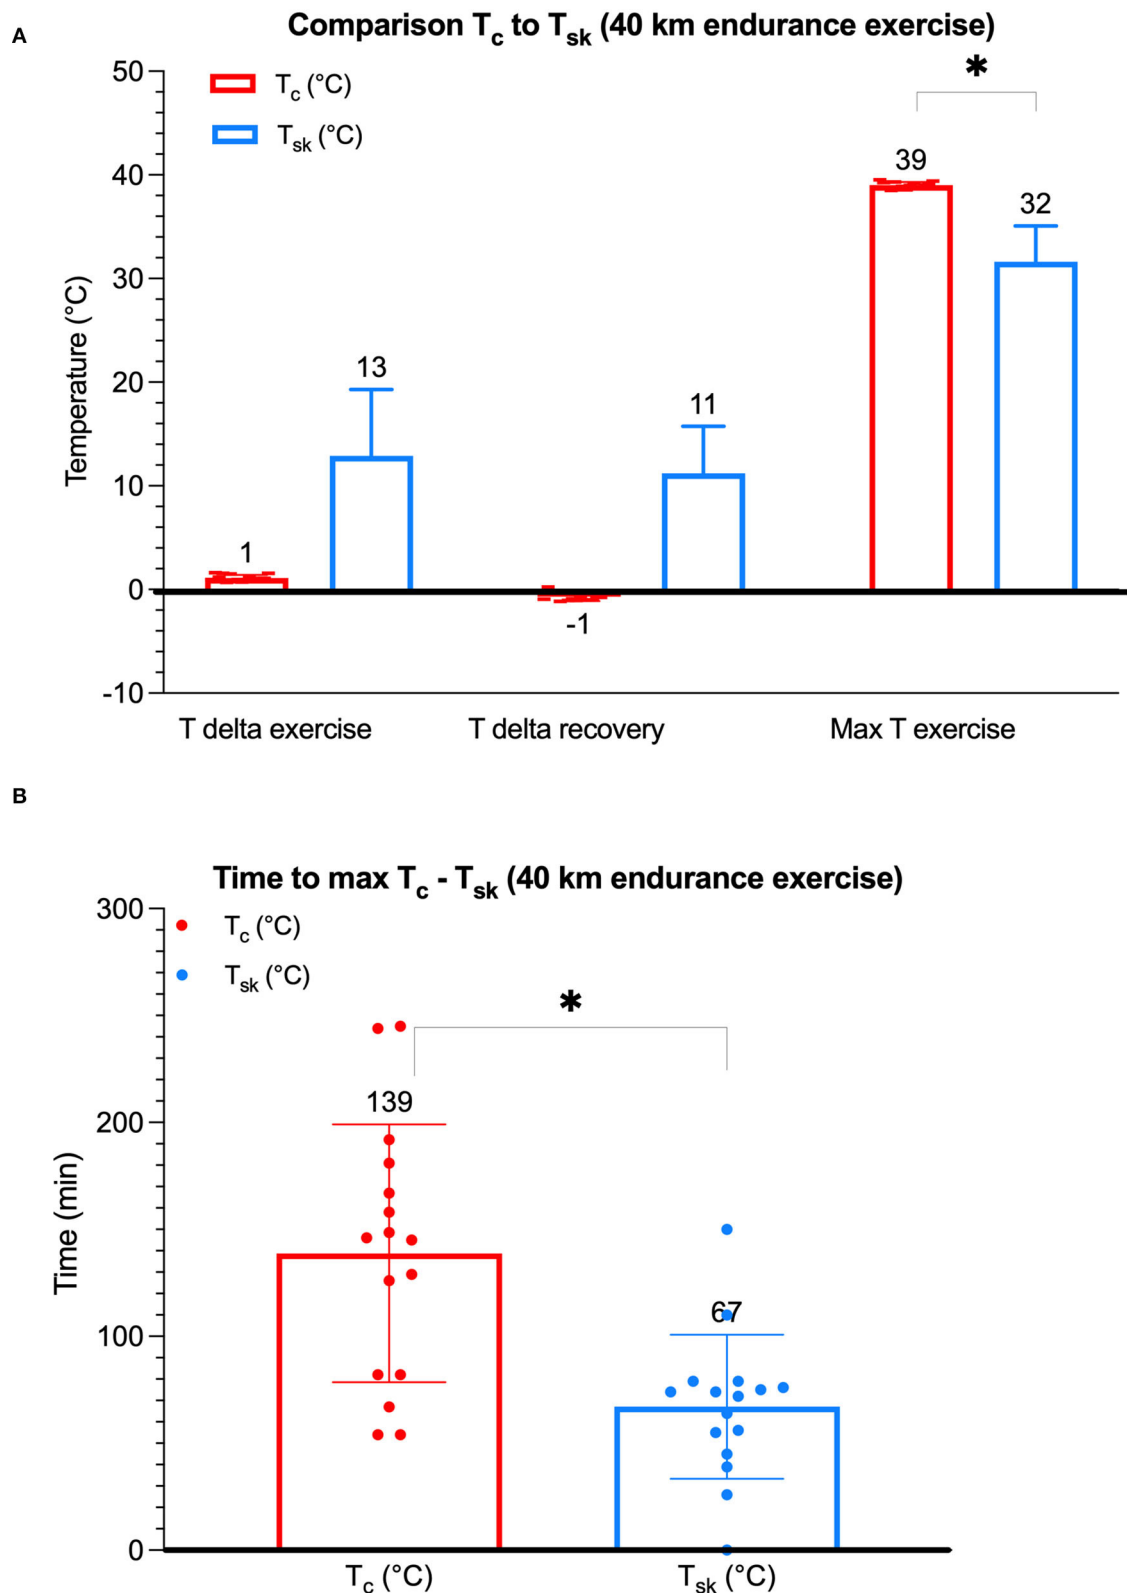 A
Comparison Tc to Tsk (40 km endurance exercise)
50
✱
Tc (°C)
Tsk (°C)
39
40
32
30
13
20
11
10
1
0
-1
-10
Temperature (°C)
T delta exercise T delta recovery Max T exercise
B
Time to max Tc - Tsk (40 km endurance exercise)
300
Tc (°C)
Tsk (°C)
✱
139
200
67
100
0
Time (min)
Tc (°C) Tsk (°C)